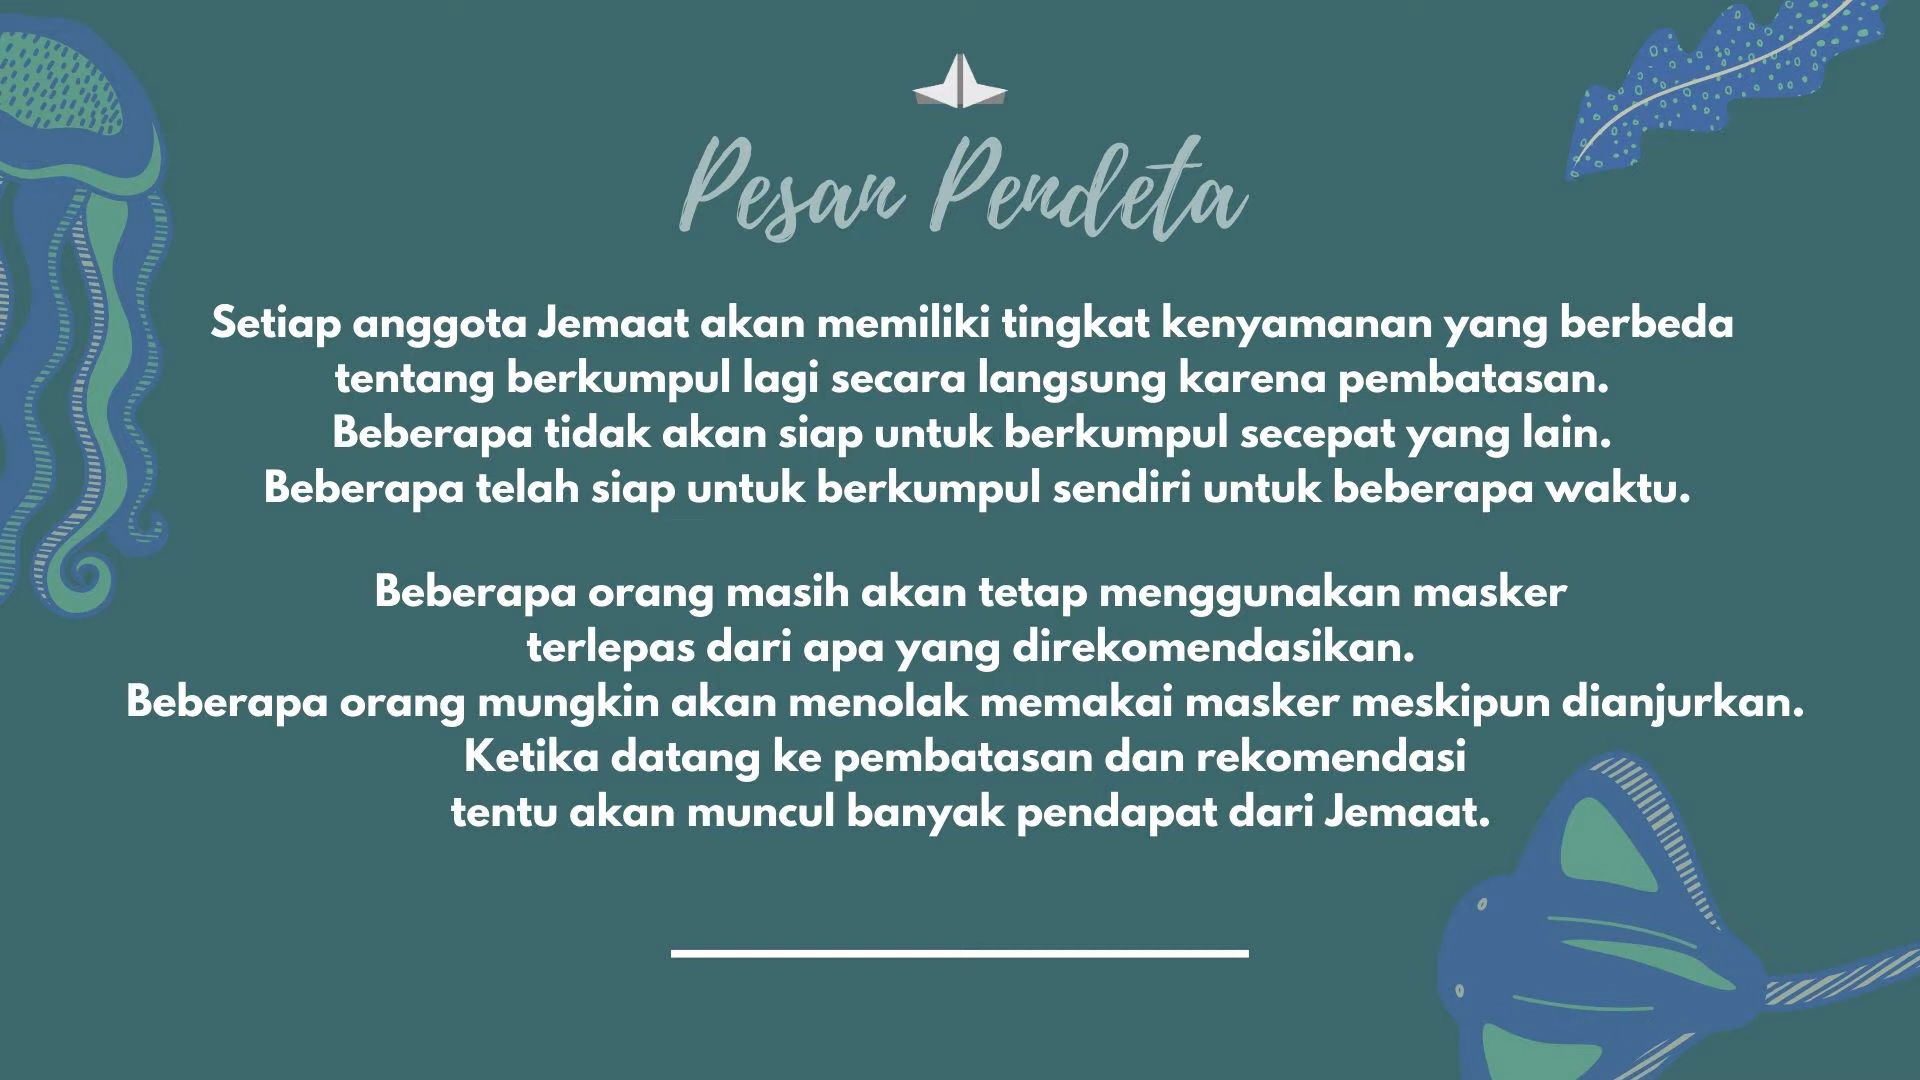 Pesan Pendeta
Setiap anggota Jemaat akan memiliki tingkat kenyamanan yang berbeda
tentang berkumpul lagi secara langsung karena pembatasan.
Beberapa tidak akan siap untuk berkumpul secepat yang lain.
Beberapa telah siap untuk berkumpul sendiri untuk beberapa waktu.
Beberapa orang masih akan tetap menggunakan masker
terlepas dari apa yang direkomendasikan.
Beberapa orang mungkin akan menolak memakai masker meskipun dianjurkan.
Ketika datang ke pembatasan dan rekomendasi
tentu akan muncul banyak pendapat dari Jemaat.